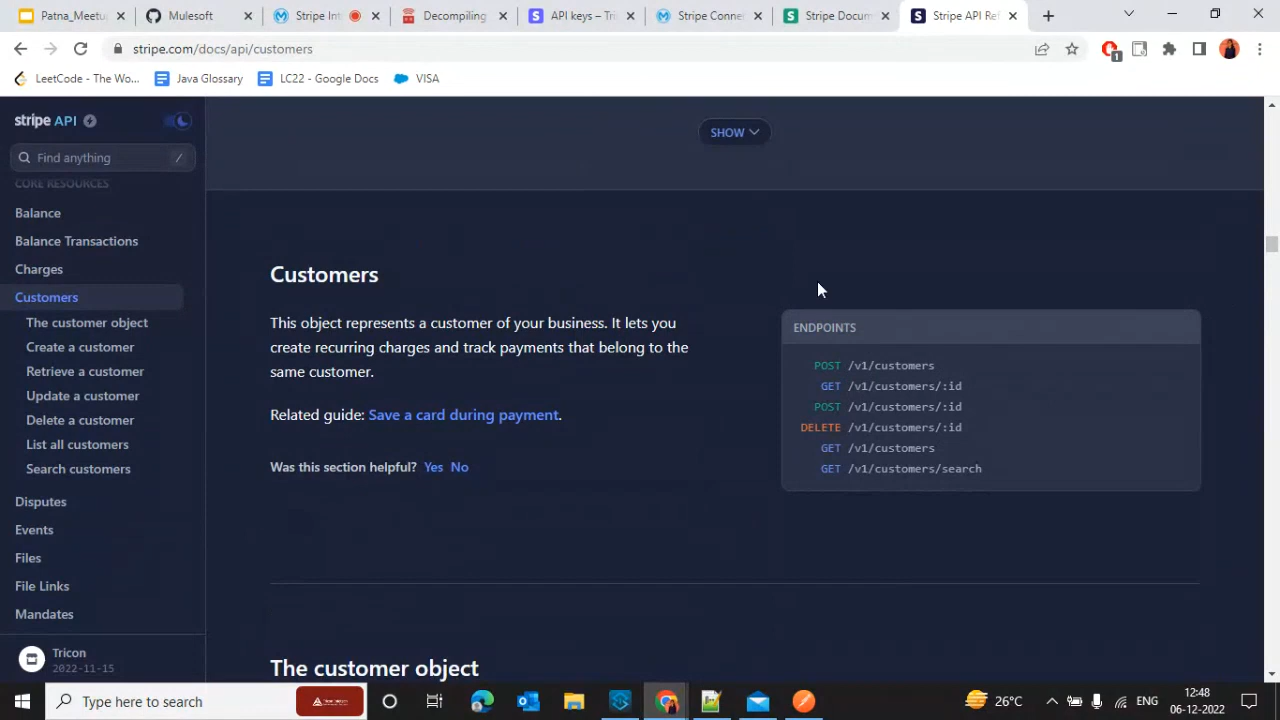 Patna_Meetu
Mulesoft
Stripe Int
Decompiling
API keys – Tri
Stripe Connec
Stripe Docum
Stripe API Ref
stripe.com/docs/api/customers
1
LeetCode - The Wo...
Java Glossary
LC22 - Google Docs
VISA
stripe API
Find anything
/
CORE RESOURCES
Balance
Balance Transactions
Charges
Customers
The customer object
Create a customer
Retrieve a customer
Update a customer
Delete a customer
List all customers
Search customers
Disputes
Events
Files
File Links
Mandates
Tricon
2022-11-15
SHOW
Customers
This object represents a customer of your business. It lets you
create recurring charges and track payments that belong to the
same customer.
Related guide: Save a card during payment.
Was this section helpful? Yes No
ENDPOINTS
POST /v1/customers
GET /v1/customers/:id
POST /v1/customers/:id
DELETE /v1/customers/:id
GET /v1/customers
GET /v1/customers/search
The customer object
Type here to search
26°C
ENG
12:48
06-12-2022